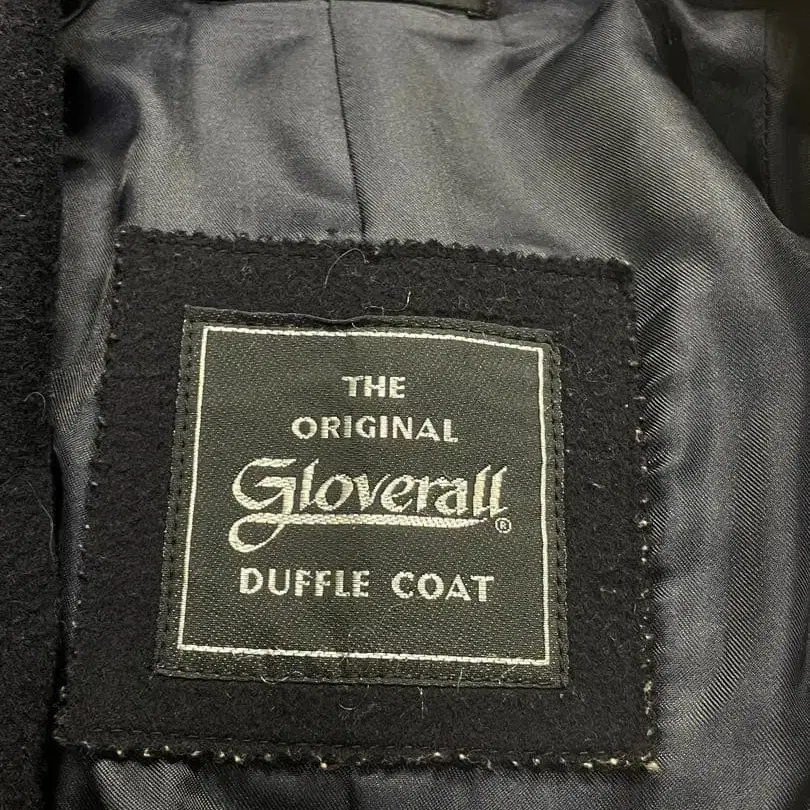 THE
ORIGINAL
Gloverall®
DUFFLE COAT